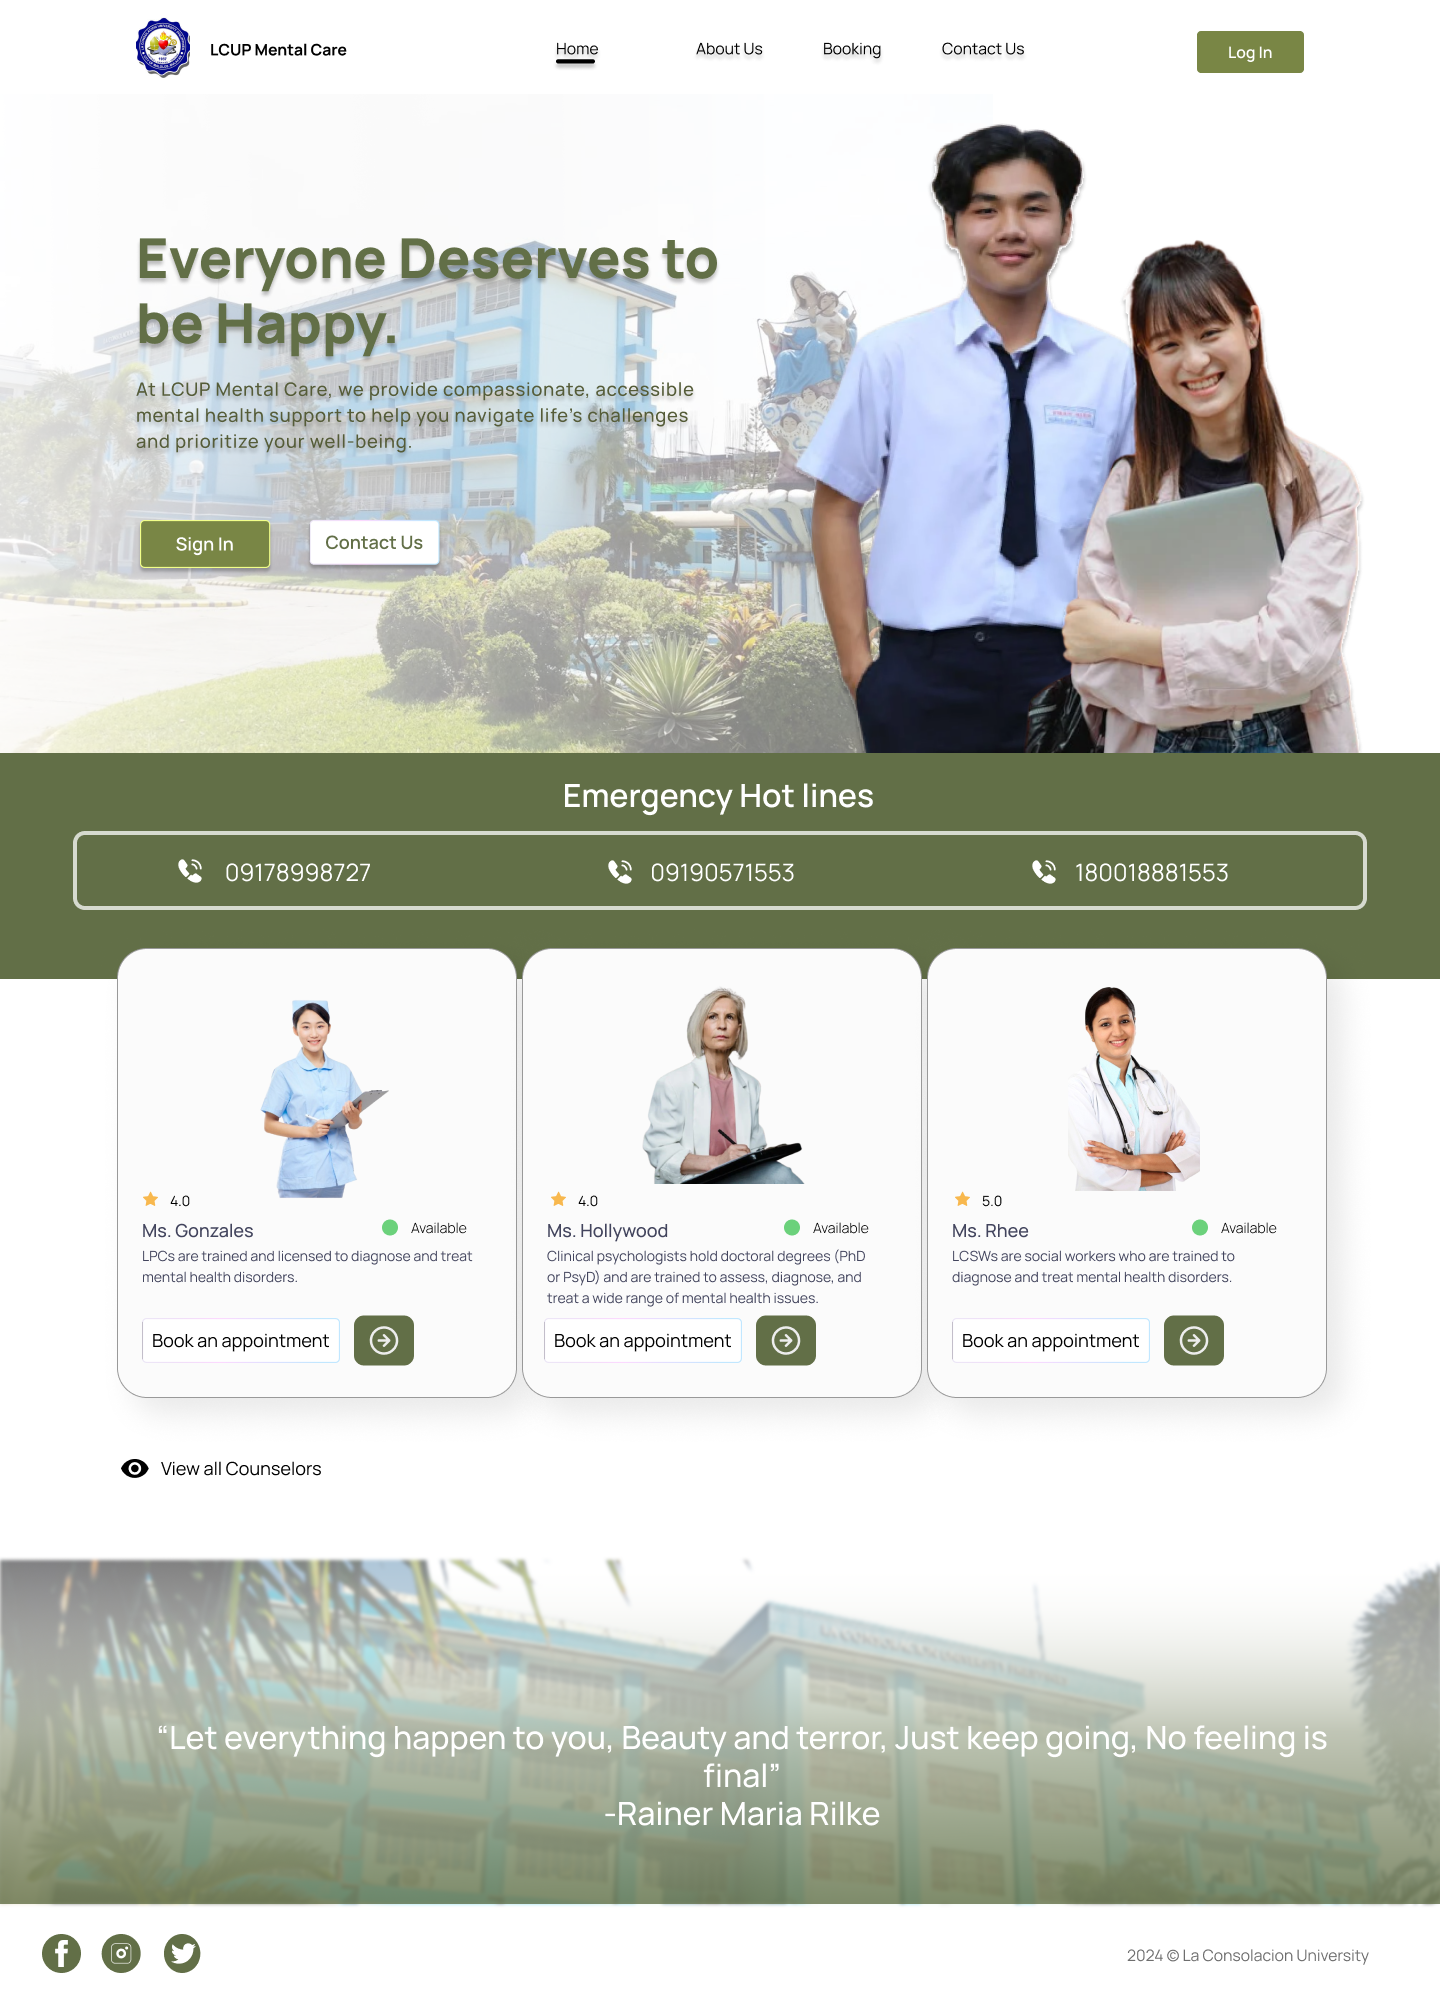 LCUP Mental Care
Home
About Us
Booking
Contact Us
Log In
Everyone Deserves to
be Happy.
At LCUP Mental Care, we provide compassionate, accessible
mental health support to help you navigate life's challenges
and prioritize your well-being.
Sign In
Contact Us
Emergency Hot lines
09178998727
09190571553
180018881553
4.0
Ms. Gonzales
Available
LPCs are trained and licensed to diagnose and treat
mental health disorders.
Book an appointment
4.0
Ms. Hollywood
Available
Clinical psychologists hold doctoral degrees (PhD
or PsyD) and are trained to assess, diagnose, and
treat a wide range of mental health issues.
Book an appointment
5.0
Ms. Rhee
Available
LCSWs are social workers who are trained to
diagnose and treat mental health disorders.
Book an appointment
View all Counselors
“Let everything happen to you, Beauty and terror, Just keep going, No feeling is
final”
-Rainer Maria Rilke
2024 © La Consolacion University